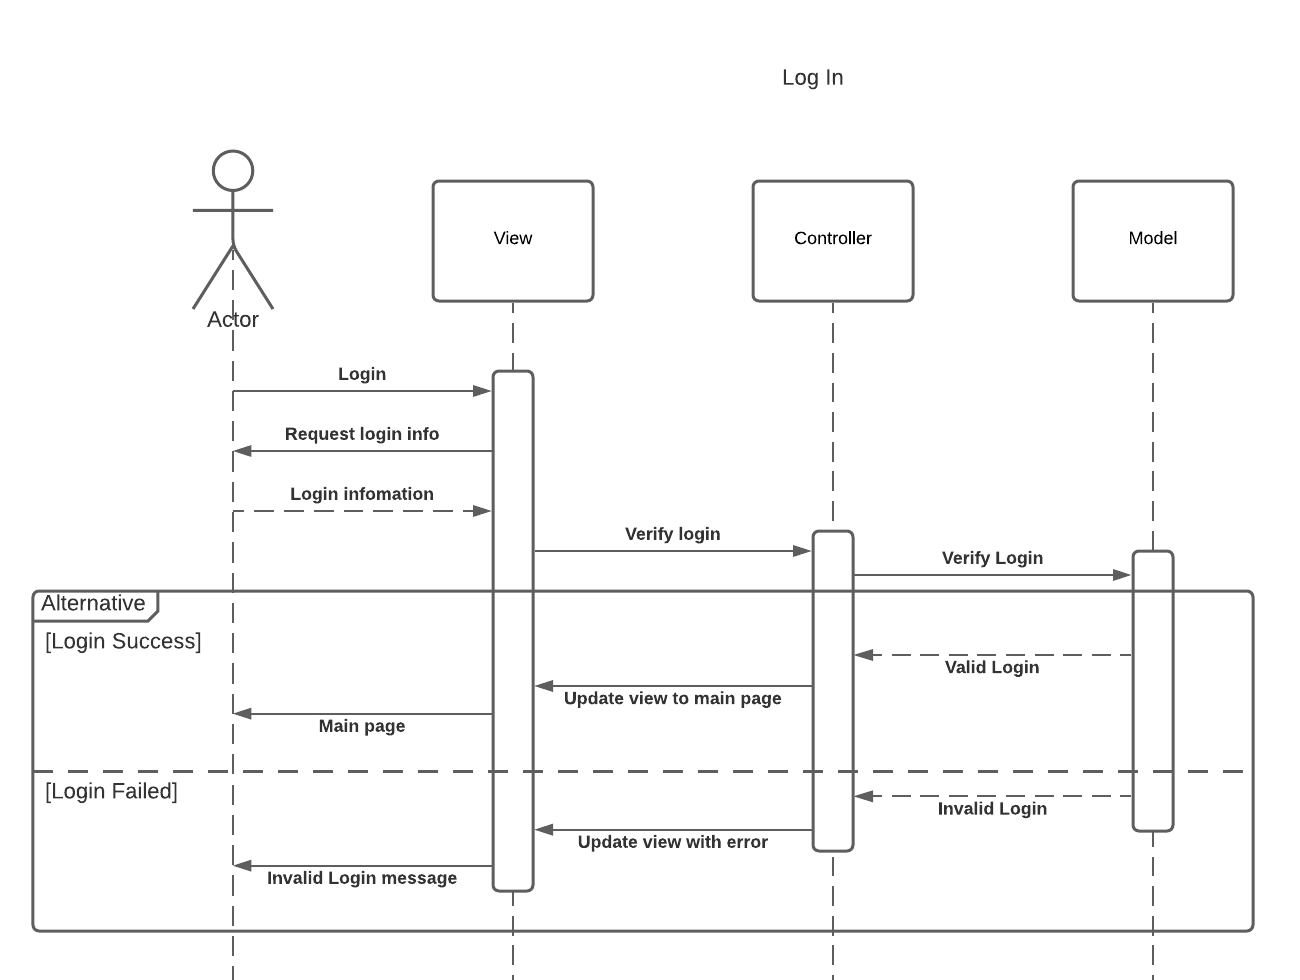 Log In
Actor
View
Controller
Model
Login
Request login info
Login infomation
Verify login
Verify Login
Alternative
[Login Success]
Valid Login
Update view to main page
Main page
[Login Failed]
Invalid Login
Update view with error
Invalid Login message